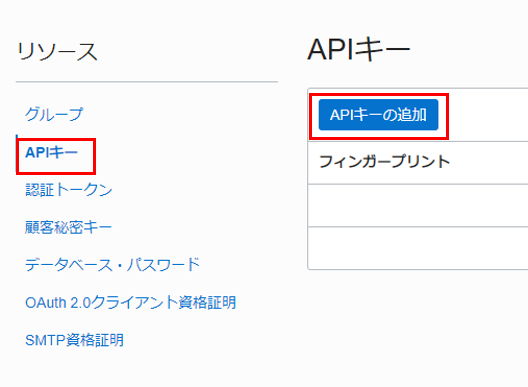 リソース
グループ
APIキー
認証トークン
顧客秘密キー
データベース・パスワード
OAuth 2.0クライアント資格証明
SMTP資格証明
APIキー
APIキーの追加
フィンガープリント